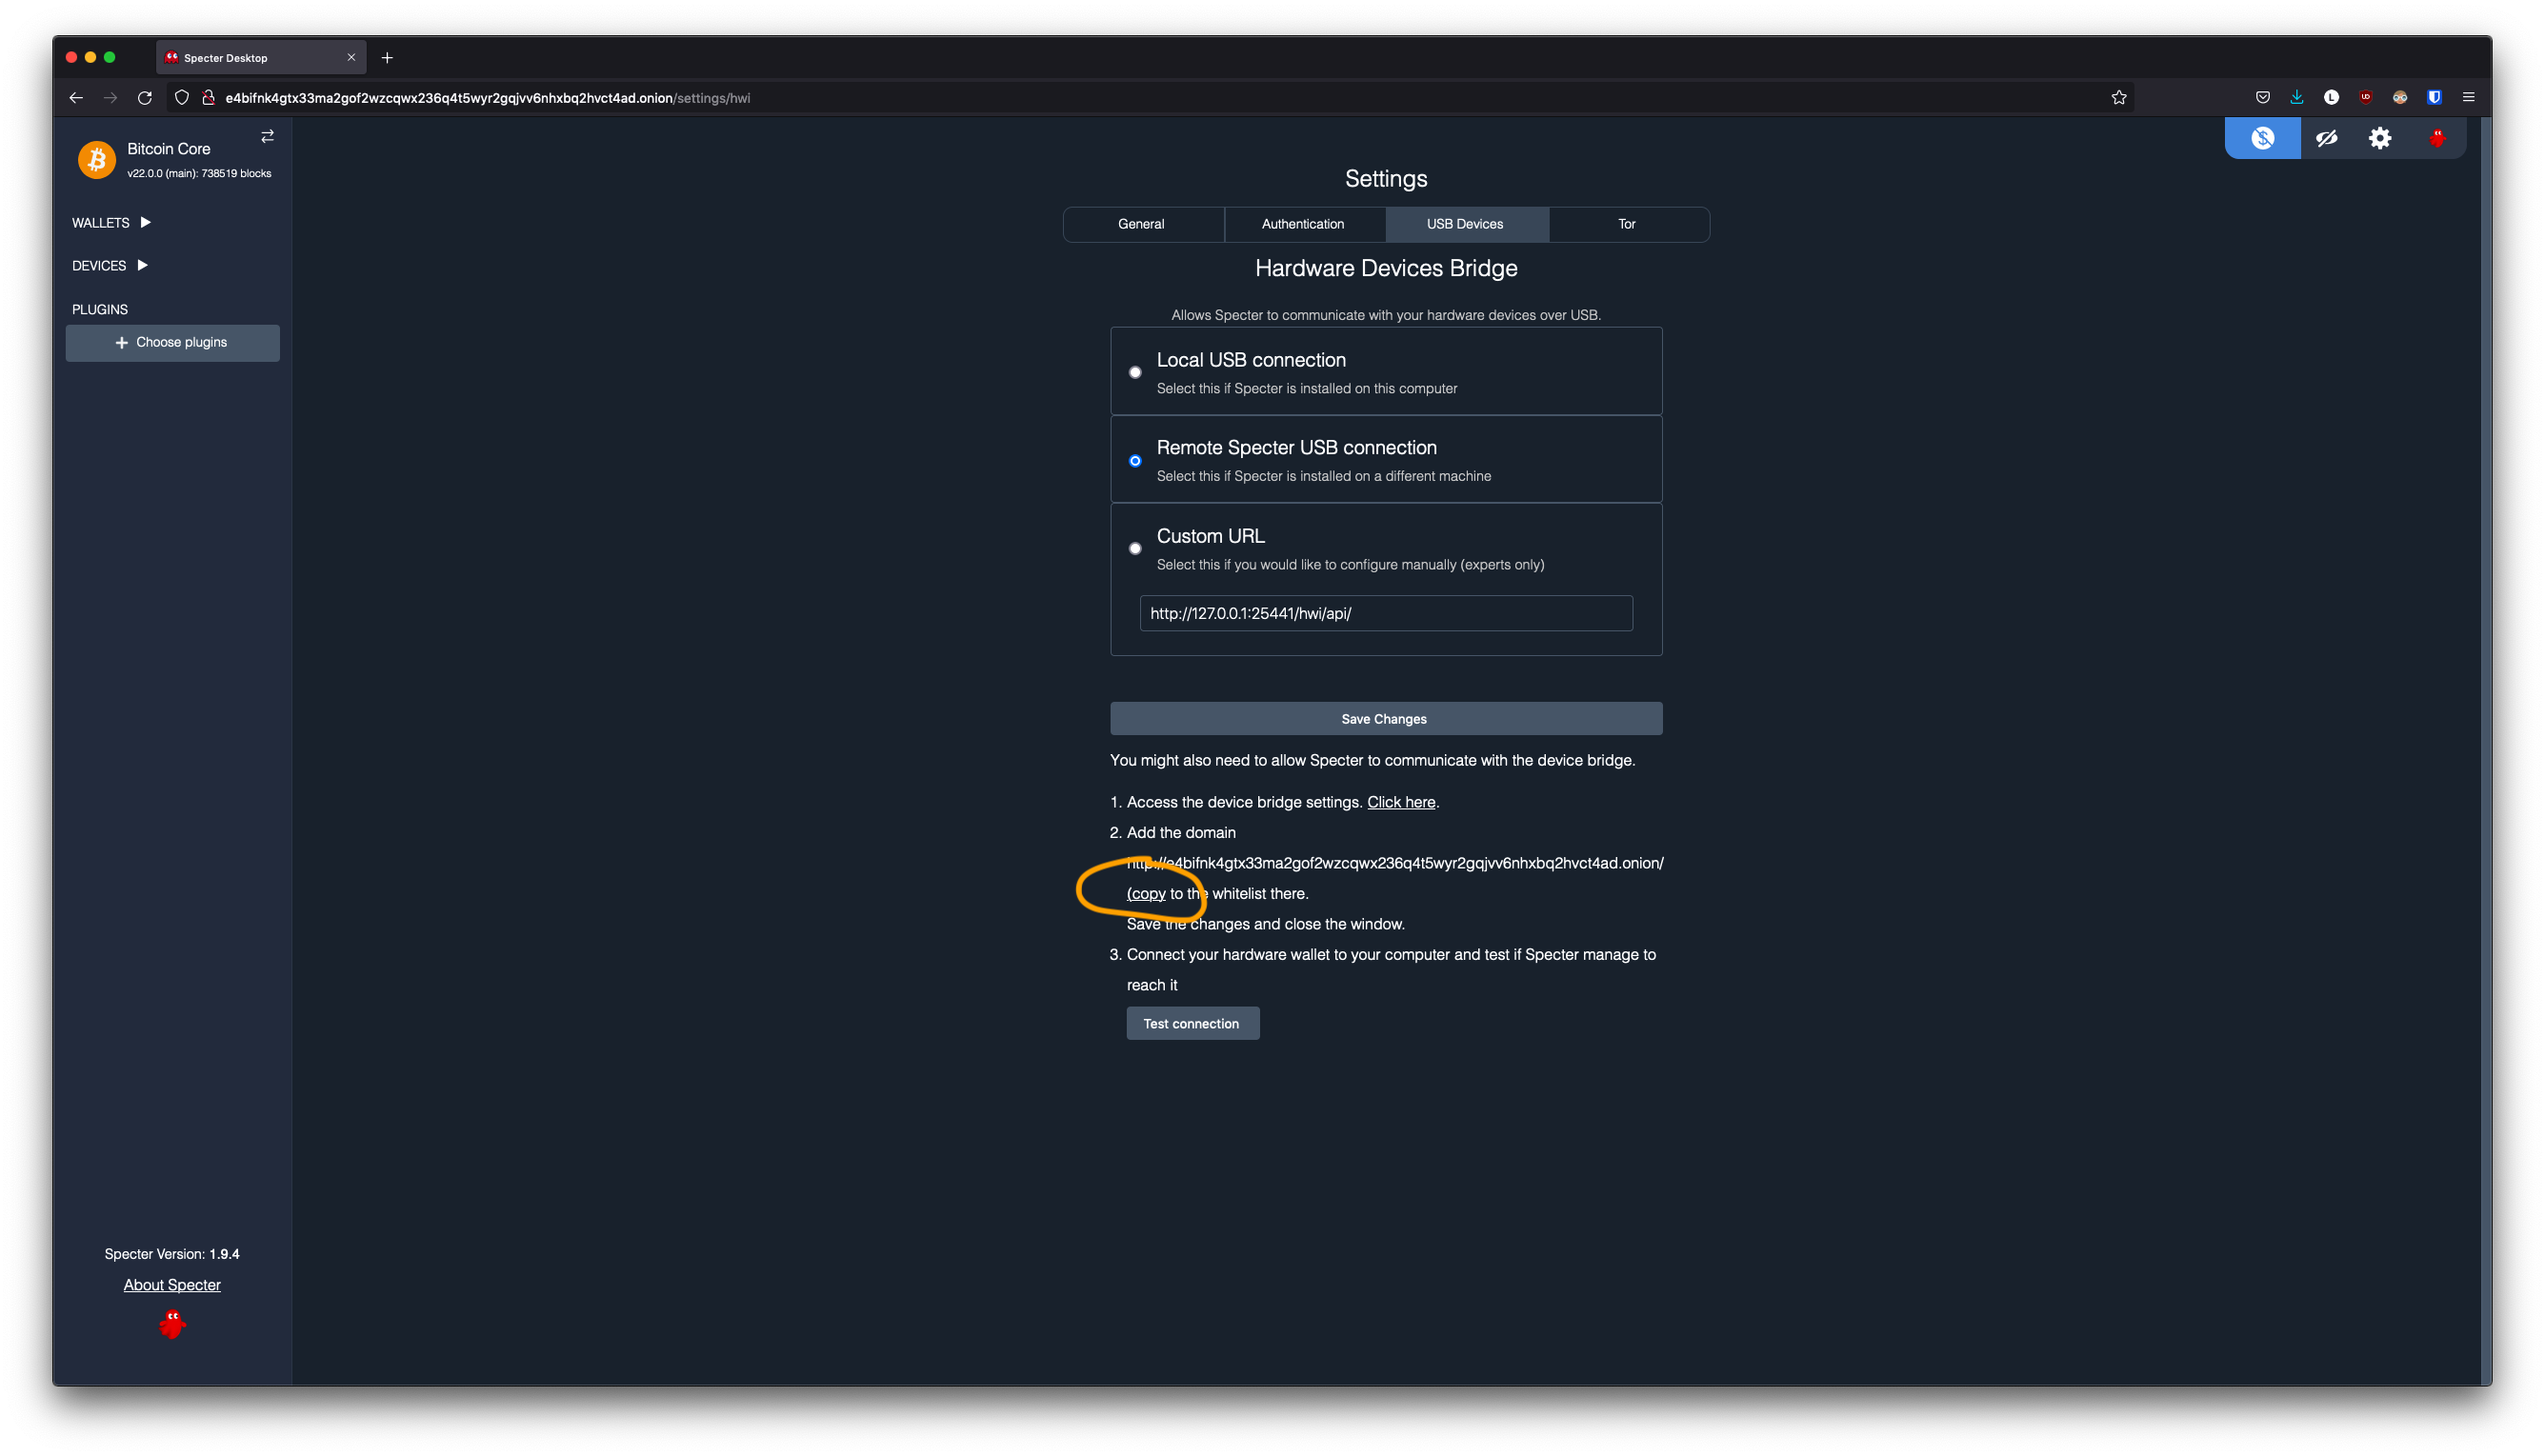 Specter Desktop
e4bifnk4gtx33ma2gof2wzcqwx236q4t5wyr2gqjvv6nhxbq2hvct4ad.onion/settings/hwi
Bitcoin Core
v22.0.0 (main): 738519 blocks
WALLETS
DEVICES
PLUGINS
+ Choose plugins
Settings
General Authentication USB Devices Tor
Hardware Devices Bridge
Allows Specter to communicate with your hardware devices over USB.
Local USB connection
Select this if Specter is installed on this computer
Remote Specter USB connection
Select this if Specter is installed on a different machine
Custom URL
Select this if you would like to configure manually (experts only)
http://127.0.0.1:25441/hwi/api/
Save Changes
You might also need to allow Specter to communicate with the device bridge.
1. Access the device bridge settings. Click here.
2. Add the domain
http://e4bifnk4gtx33ma2gof2wzcqwx236q4t5wyr2gqjvv6nhxbq2hvct4ad.onion/
(copy to the whitelist there.
Save the changes and close the window.
3. Connect your hardware wallet to your computer and test if Specter manage to
reach it
Test connection
Specter Version: 1.9.4
About Specter